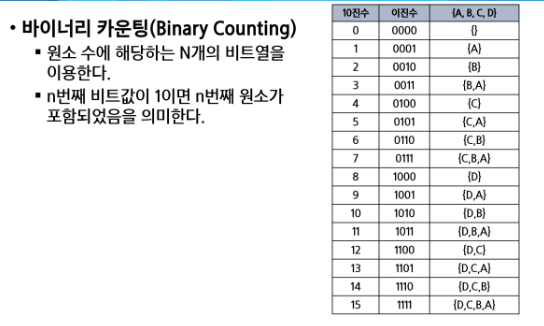 • 바이너리 카운팅(Binary Counting)
▪ 원소 수에 해당하는 N개의 비트열을
이용한다.
▪ n번째 비트값이 1이면 n번째 원소가
포함되었음을 의미한다.
10진수 이진수 {A, B, C, D}
0 0000 {}
1 0001 {A}
2 0010 {B}
3 0011 {B,A}
4 0100 {C}
5 0101 {C,A}
6 0110 {C,B}
7 0111 {C,B,A}
8 1000 {D}
9 1001 {D,A}
10 1010 {D,B}
11 1011 {D,B,A}
12 1100 {D,C}
13 1101 {D,C,A}
14 1110 {D,C,B}
15 1111 {D,C,B,A}